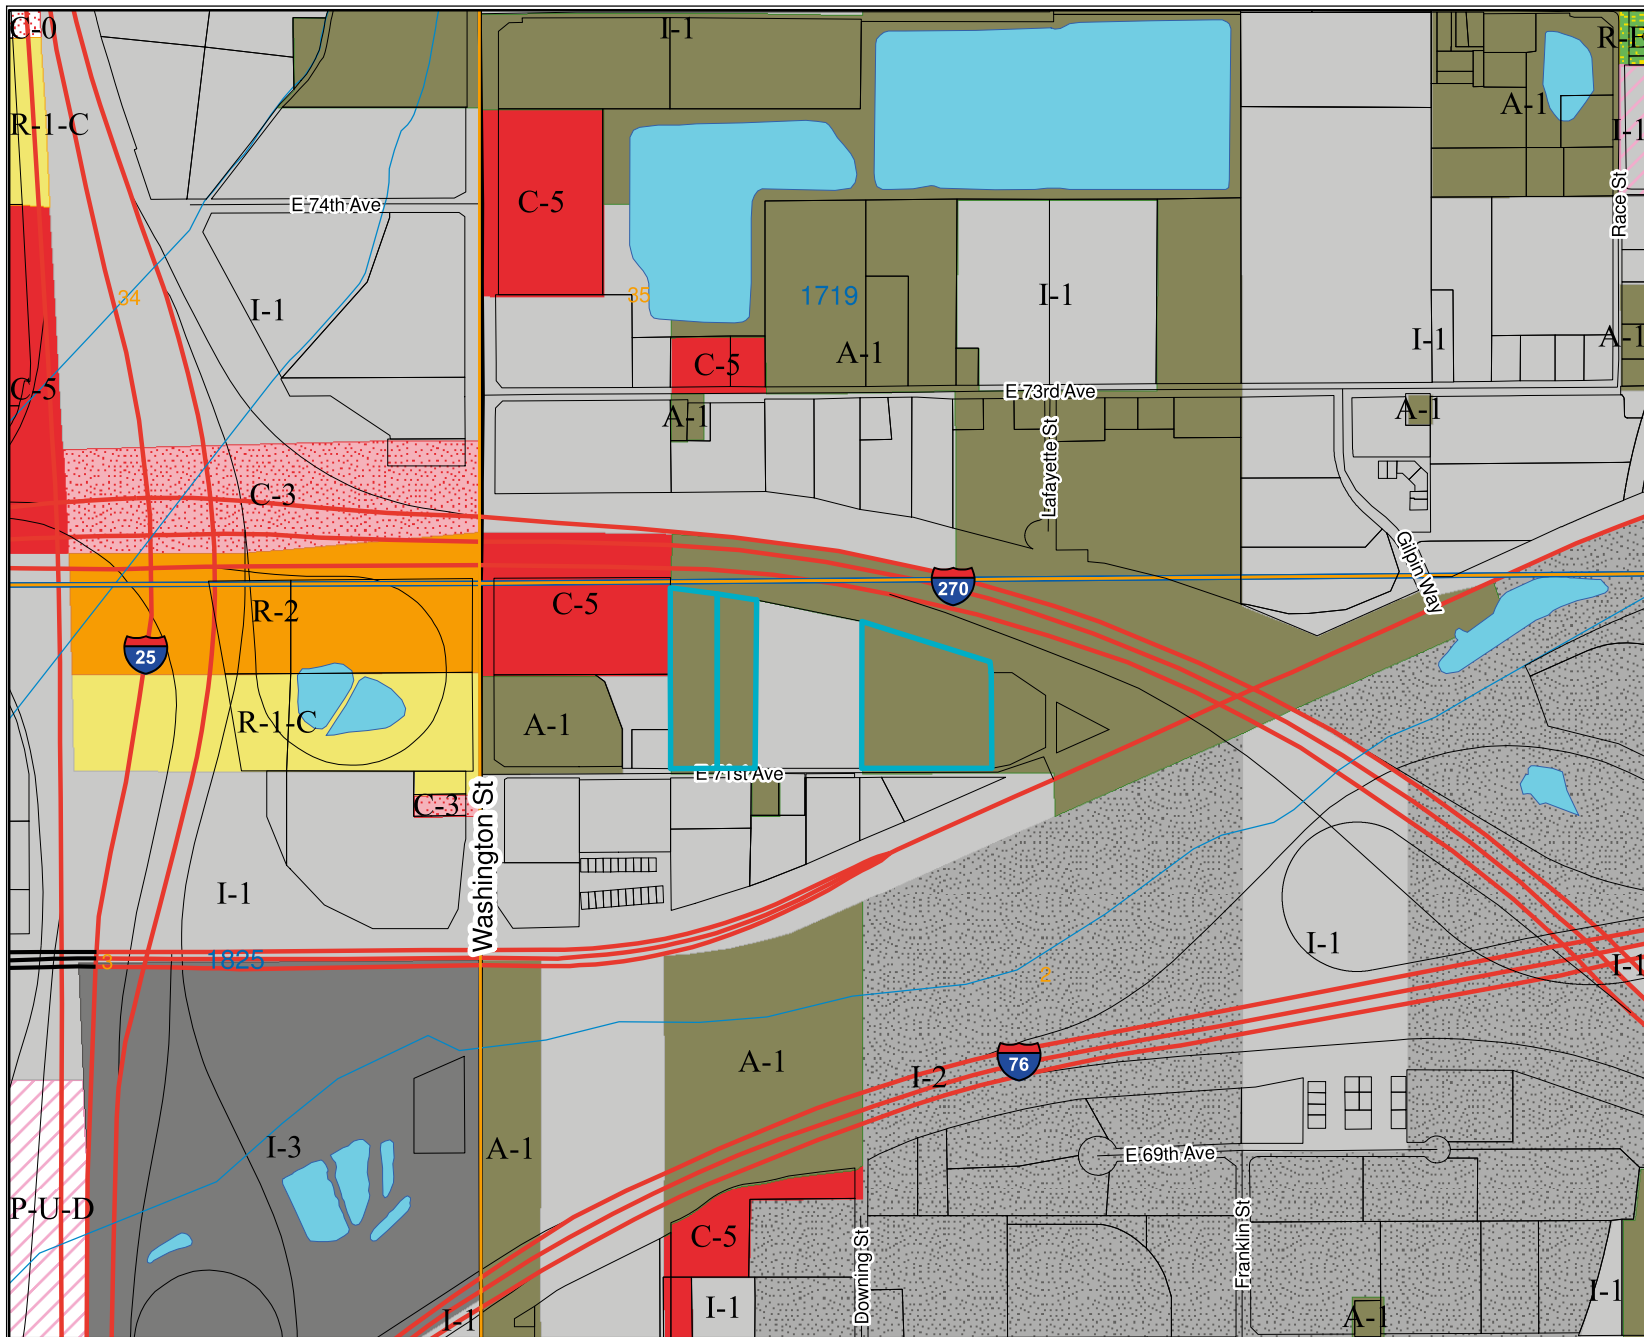 C-0
I-1
R-E
R-1-C
A-1
I-1
E 74th Ave
C-5
Race St
34
35
1719
I-1
I-1
A-1
I-1
A-1
C-5
C-5
E 73rd Ave
A-1
A-1
Lafayette St
C-3
Gilpin Way
270
R-2
C-5
25
R-1-C
A-1
E 71st Ave
C-3
Washington St
I-1
I-1
3
1825
2
I-1
A-1
76
I-2
I-3
A-1
E 69th Ave
P-U-D
C-5
Downing St
Franklin St
I-1
I-1
I-1
A-1